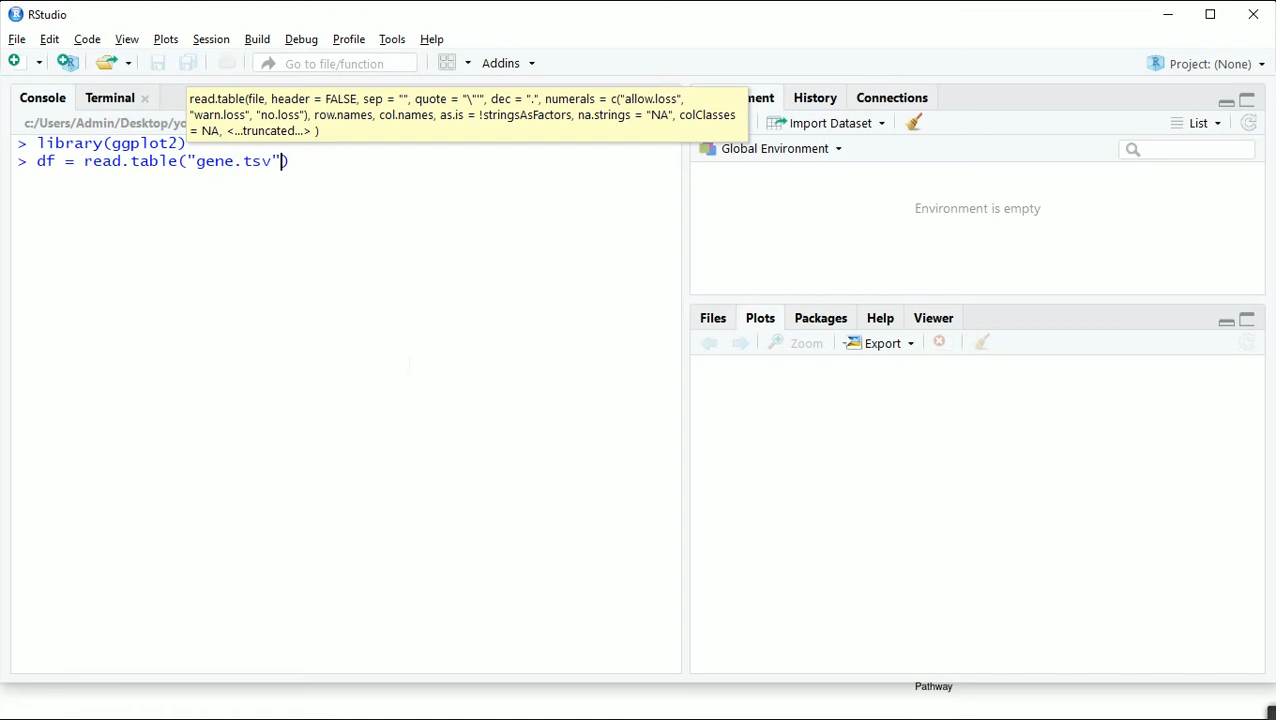 RStudio
File Edit Code View Plots Session Build Debug Profile Tools Help
Go to file/function Addins Project: (None)
Console Terminal
read.table(file, header = FALSE, sep = "", quote = "\"'", dec = ".", numerals = c("allow.loss",
"warn.loss", "no.loss"), row.names, col.names, as.is = !stringsAsFactors, na.strings = "NA", colClasses
= NA, <...truncated...> )
c:/Users/Admin/Desktop/yo
> library(ggplot2)
> df = read.table("gene.tsv")
History Connections
Import Dataset List
Global Environment
Environment is empty
Files Plots Packages Help Viewer
Zoom Export
Pathway